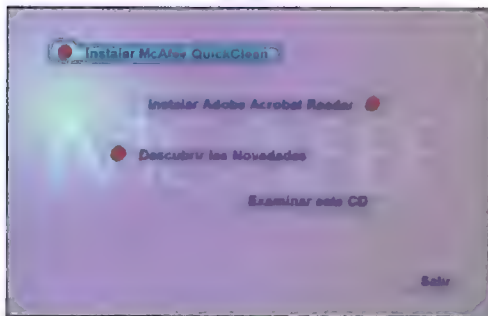 Instalar McAfee QuickClean
Instalar Adobe Acrobat Reader
Descubrir las Novedades
Examinar este CD
Salir